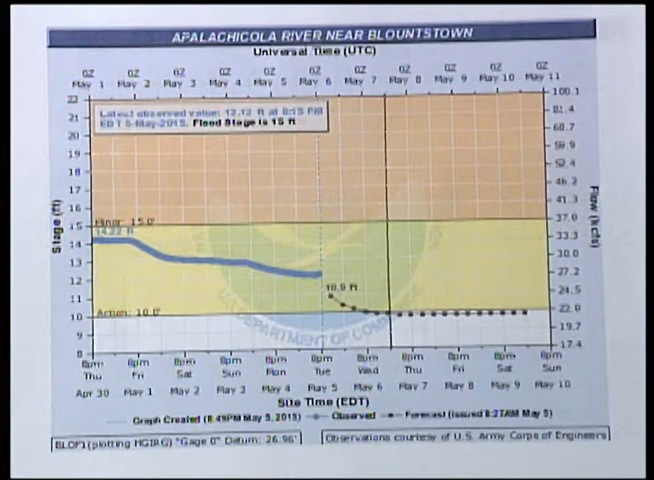 APALACHICOLA RIVER NEAR BLOUNTSTOWN
Universal Time (UTC)
0Z 0Z 0Z 0Z 0Z 0Z 0Z 0Z 0Z 0Z 0Z
May 1 May 2 May 3 May 4 May 5 May 6 May 7 May 8 May 9 May 10 May 11
Latest observed value: 12.12 ft at 8:15 PM
EDT 5-May-2015. Flood Stage is 15 ft
Stage (ft)
22
21
20
19
18
17
16
15
14
13
12
11
10
9
8
Minor: 15.0'
14.22 ft
10.9 ft
Action: 10.0'
DEPARTMENT OF COMMERCE
100.1
81.4
68.7
59.9
52.4
46.2
41.3
37.0
33.3
30.0
27.2
24.5
22.0
19.7
17.4
Flow (kcfs)
8pm 8pm 8pm 8pm 8pm 8pm 8pm 8pm 8pm 8pm 8pm
Thu Fri Sat Sun Mon Tue Wed Thu Fri Sat Sun
Apr 30 May 1 May 2 May 3 May 4 May 5 May 6 May 7 May 8 May 9 May 10
Site Time (EDT)
Graph Created (8:49PM May 5, 2015) Observed Forecast (issued 8:27AM May 5)
BLOF1(plotting HGIRG) "Gage 0" Datum: 26.96'
Observations courtesy of U.S. Army Corps of Engineers